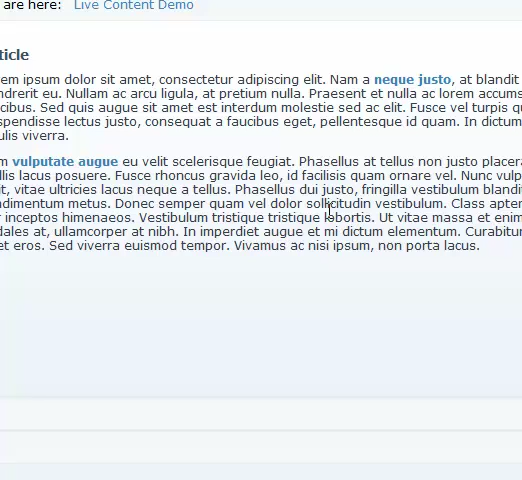 are here: Live Content Demo
ticle
em ipsum dolor sit amet, consectetur adipiscing elit. Nam a neque justo, at blandit
ndrerit eu. Nullam ac arcu ligula, at pretium nulla. Praesent et nulla ac lorem accums
cibus. Sed quis augue sit amet est interdum molestie sed ac elit. Fusce vel turpis qu
spendisse lectus justo, consequat a faucibus eget, pellentesque id quam. In dictum
ulis viverra.
m vulputate augue eu velit scelerisque feugiat. Phasellus at tellus non justo placera
llis lacus posuere. Fusce rhoncus gravida leo, id facilisis quam ornare vel. Nunc vulp
it, vitae ultricies lacus neque a tellus. Phasellus dui justo, fringilla vestibulum blandi
ndimentum metus. Donec semper quam vel dolor sollicitudin vestibulum. Class apten
r inceptos himenaeos. Vestibulum tristique tristique lobortis. Ut vitae massa et enim
dales at, ullamcorper at nibh. In imperdiet augue et mi dictum elementum. Curabitur
et eros. Sed viverra euismod tempor. Vivamus ac nisi ipsum, non porta lacus.